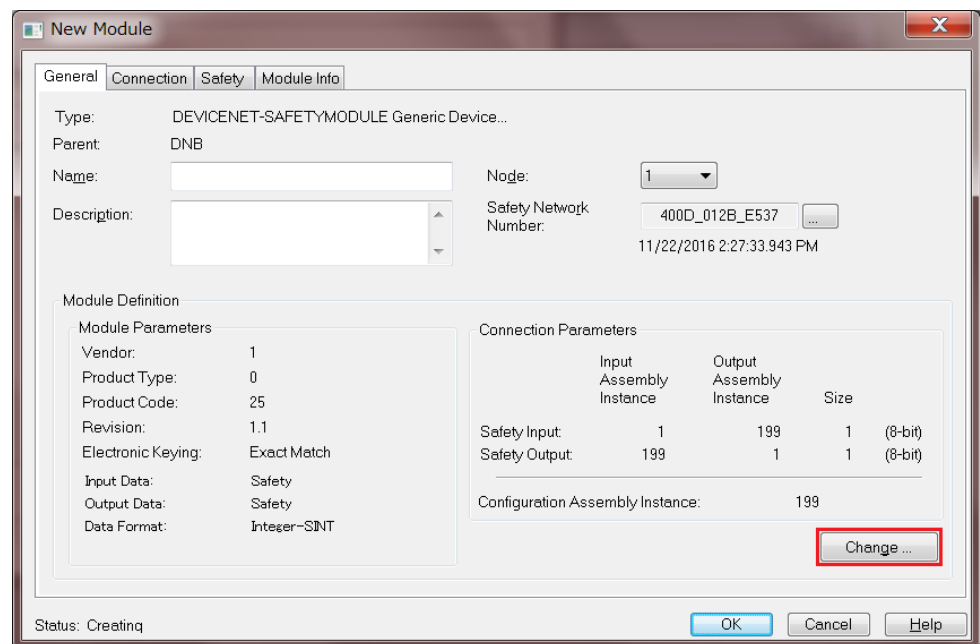 New Module
General Connection Safety Module Info
Type: DEVICENET-SAFETYMODULE Generic Device...
Parent: DNB
Name: Node: 1
Description: Safety Network Number: 400D_012B_E537 ...
11/22/2016 2:27:33.943 PM
Module Definition
Module Parameters
Vendor: 1
Product Type: 0
Product Code: 25
Revision: 1.1
Electronic Keying: Exact Match
Input Data: Safety
Output Data: Safety
Data Format: Integer-SINT
Connection Parameters
Input Assembly Instance Output Assembly Instance Size
Safety Input: 1 199 1 (8-bit)
Safety Output: 199 1 1 (8-bit)
Configuration Assembly Instance: 199
Change ...
Status: Creating OK Cancel Help